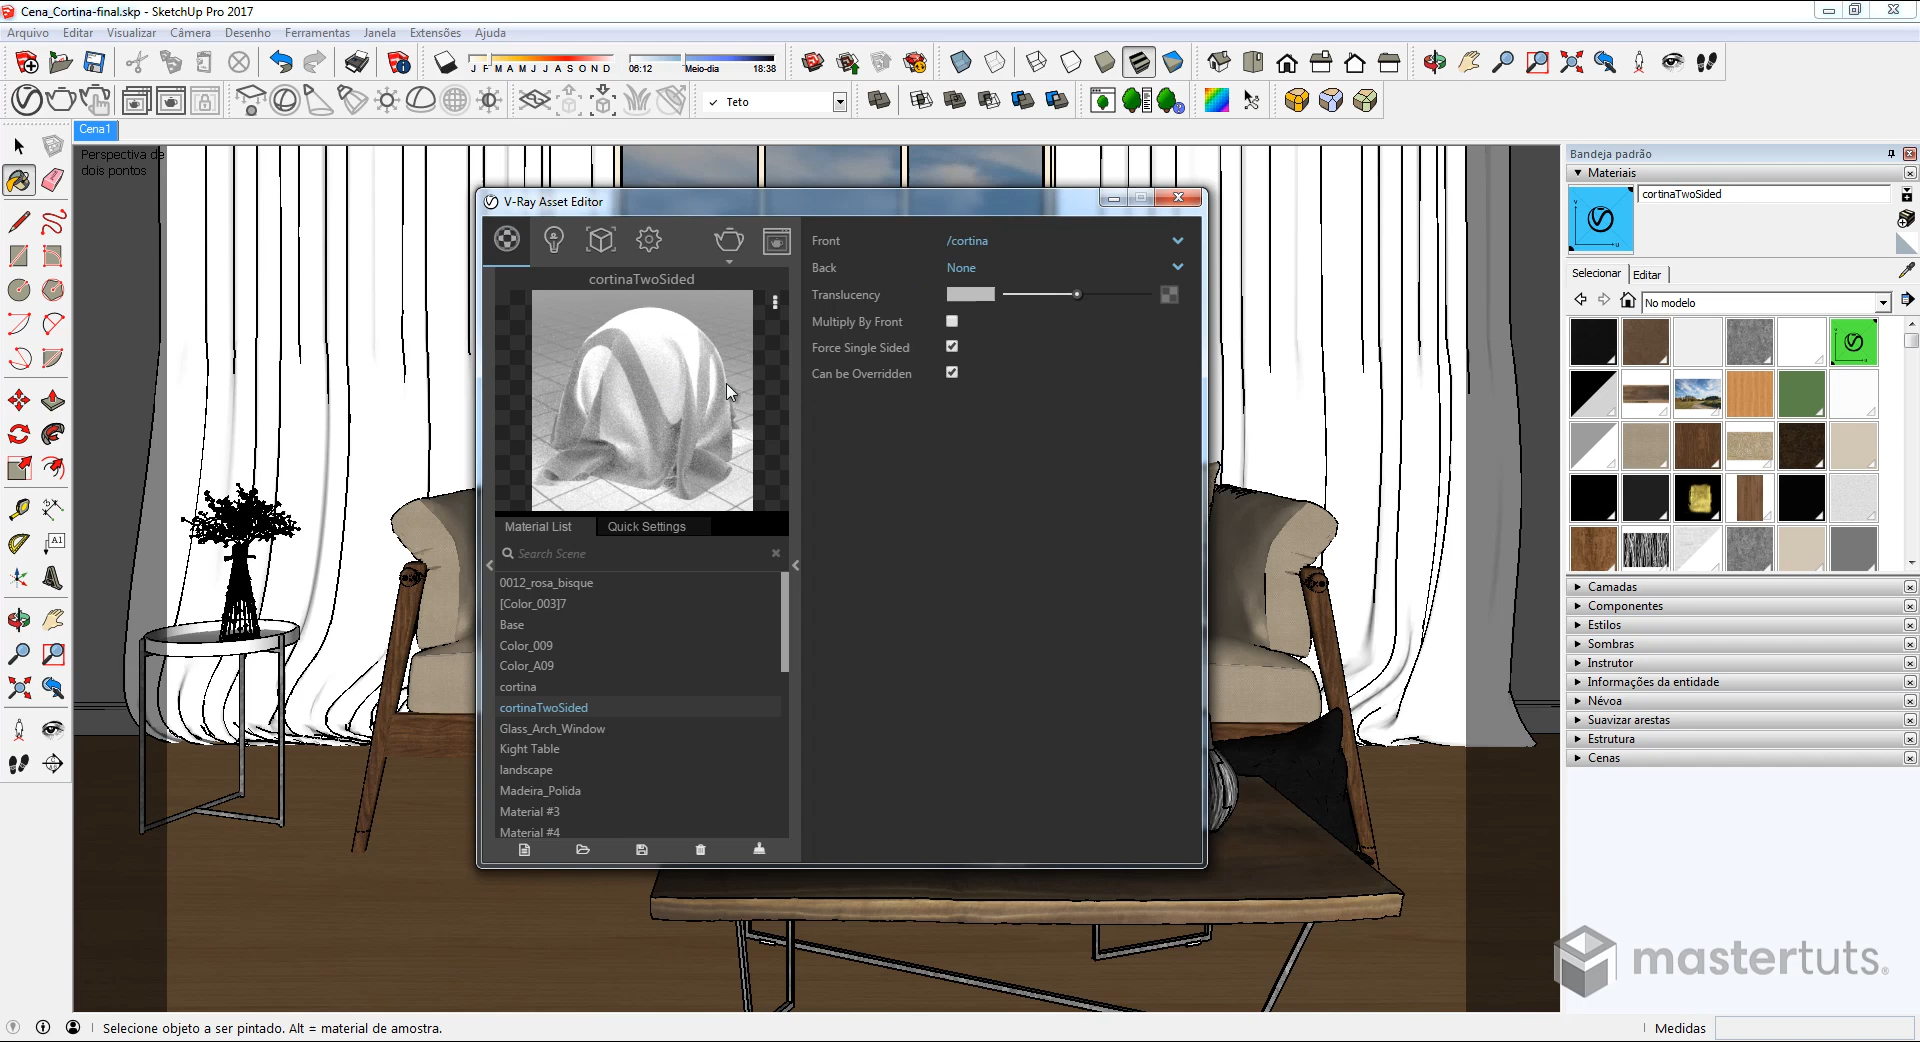 Cena_Cortina-final.skp - SketchUp Pro 2017
Arquivo Editar Visualizar Câmera Desenho Ferramentas Janela Extensões Ajuda
J F M A M J J A S O N D 06:12 Meio-dia 18:38
Teto
Cena1
Perspectiva de
dois pontos
V-Ray Asset Editor
cortinaTwoSided
Front /cortina
Back None
Translucency
Multiply By Front
Force Single Sided
Can be Overridden
Material List Quick Settings
Search Scene
0012_rosa_bisque
[Color_003]7
Base
Color_009
Color_A09
cortina
cortinaTwoSided
Glass_Arch_Window
Kight Table
landscape
Madeira_Polida
Material #3
Material #4
Bandeja padrão
Materiais
cortinaTwoSided
Selecionar Editar
No modelo
Camadas
Componentes
Estilos
Sombras
Instrutor
Informações da entidade
Névoa
Suavizar arestas
Estrutura
Cenas
mastertuts®
Selecione objeto a ser pintado. Alt = material de amostra.
Medidas